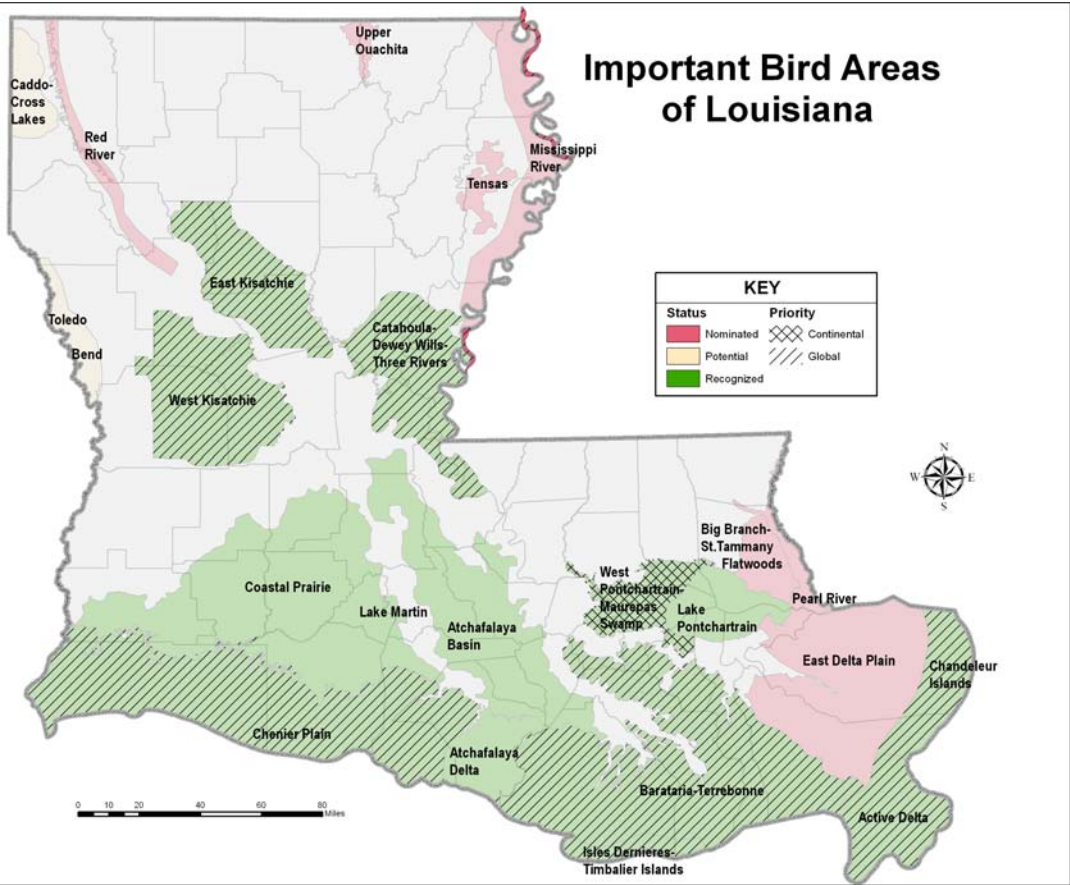 Important Bird Areas
of Louisiana
Upper
Ouachita
Caddo-
Cross
Lakes
Red
River
Mississippi
River
Tensas
East Kisatchie
Toledo
Bend
Catahoula-
Dewey Wills-
Three Rivers
West Kisatchie
KEY
Status
Priority
Nominated
Continental
Potential
Global
Recognized
N
W
E
S
Big Branch-
St.Tammany
Flatwoods
West
Pontchartrain-
Maurepas
Swamp
Coastal Prairie
Lake Martin
Pearl River
Lake
Pontchartrain
Atchafalaya
Basin
East Delta Plain
Chandeleur
Islands
Chenier Plain
Atchafalaya
Delta
Barataria-Terrebonne
Active Delta
0 10 20 40 60 80
Miles
Isles Dernieres-
Timbalier Islands